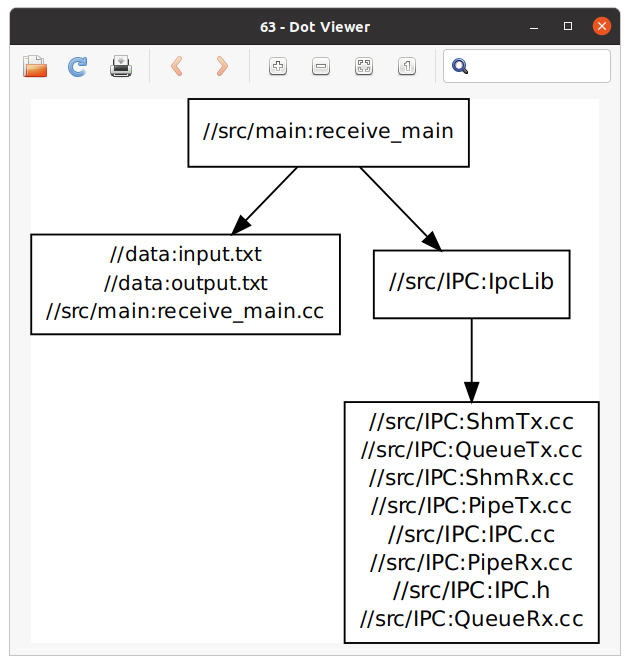 63 - Dot Viewer
1
//src/main:receive_main
//data:input.txt
//data:output.txt
//src/main:receive_main.cc
//src/IPC:IpcLib
//src/IPC:ShmTx.cc
//src/IPC:QueueTx.cc
//src/IPC:ShmRx.cc
//src/IPC:PipeTx.cc
//src/IPC:IPC.cc
//src/IPC:PipeRx.cc
//src/IPC:IPC.h
//src/IPC:QueueRx.cc